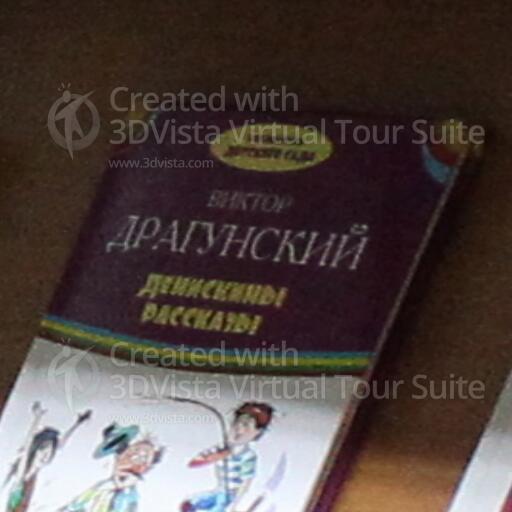 Created with
3DVista Virtual Tour Suite
www.3dvista.com
ВИКТОР
ДРАГУНСКИЙ
ДЕНИСКИНЫ
РАССКАЗЫ
Created with
3DVista Virtual Tour Suite
www.3dvista.com